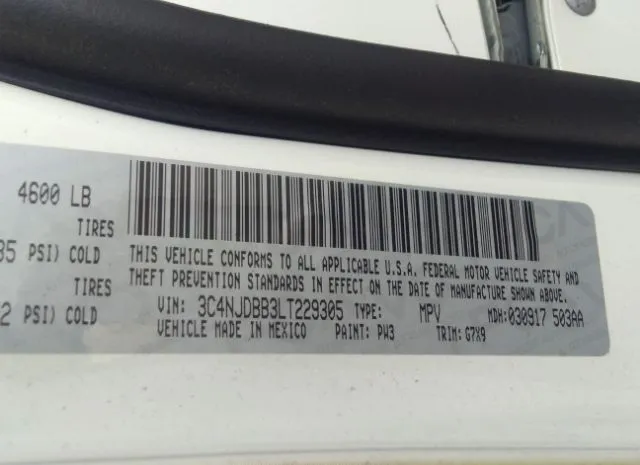 4600 LB
TIRES
35 PSI) COLD
TIRES
2 PSI) COLD
THIS VEHICLE CONFORMS TO ALL APPLICABLE U.S.A. FEDERAL MOTOR VEHICLE SAFETY AND
THEFT PREVENTION STANDARDS IN EFFECT ON THE DATE OF MANUFACTURE SHOWN ABOVE.
VIN: 3C4NJDBB3LT229305 TYPE: MPV MDH:030917 503AA
VEHICLE MADE IN MEXICO PAINT: PW3 TRIM: G7X9